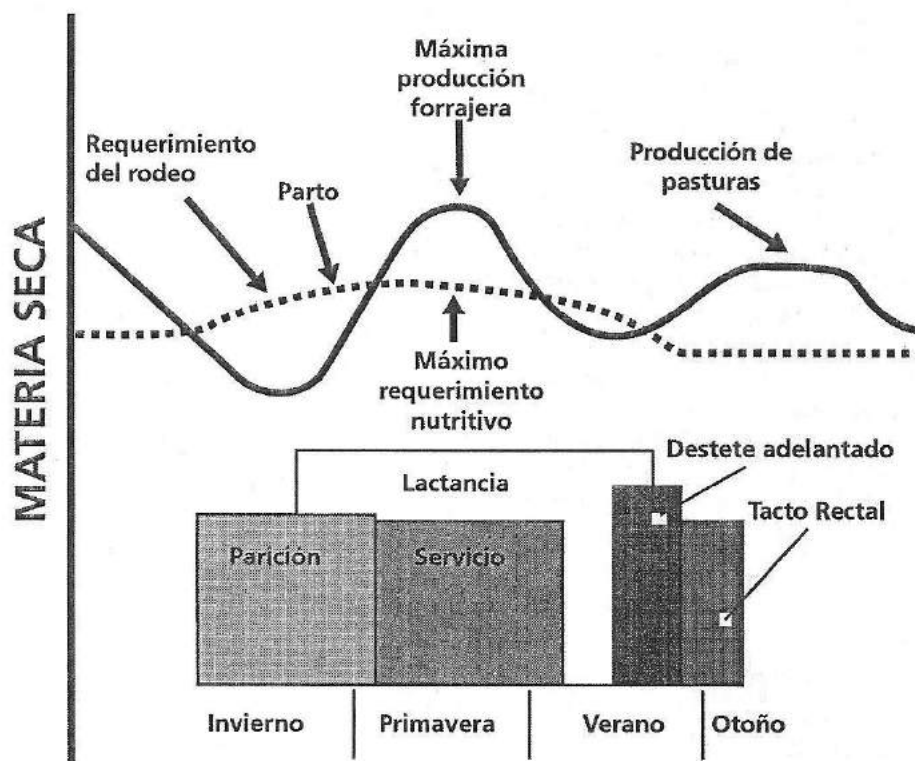 MATERIA SECA
Máxima
producción
forrajera
Requerimiento
del rodeo
Parto
Producción de
pasturas
Máximo
requerimiento
nutritivo
Destete adelantado
Lactancia
Tacto Rectal
Parición
Servicio
Invierno
Primavera
Verano
Otoño